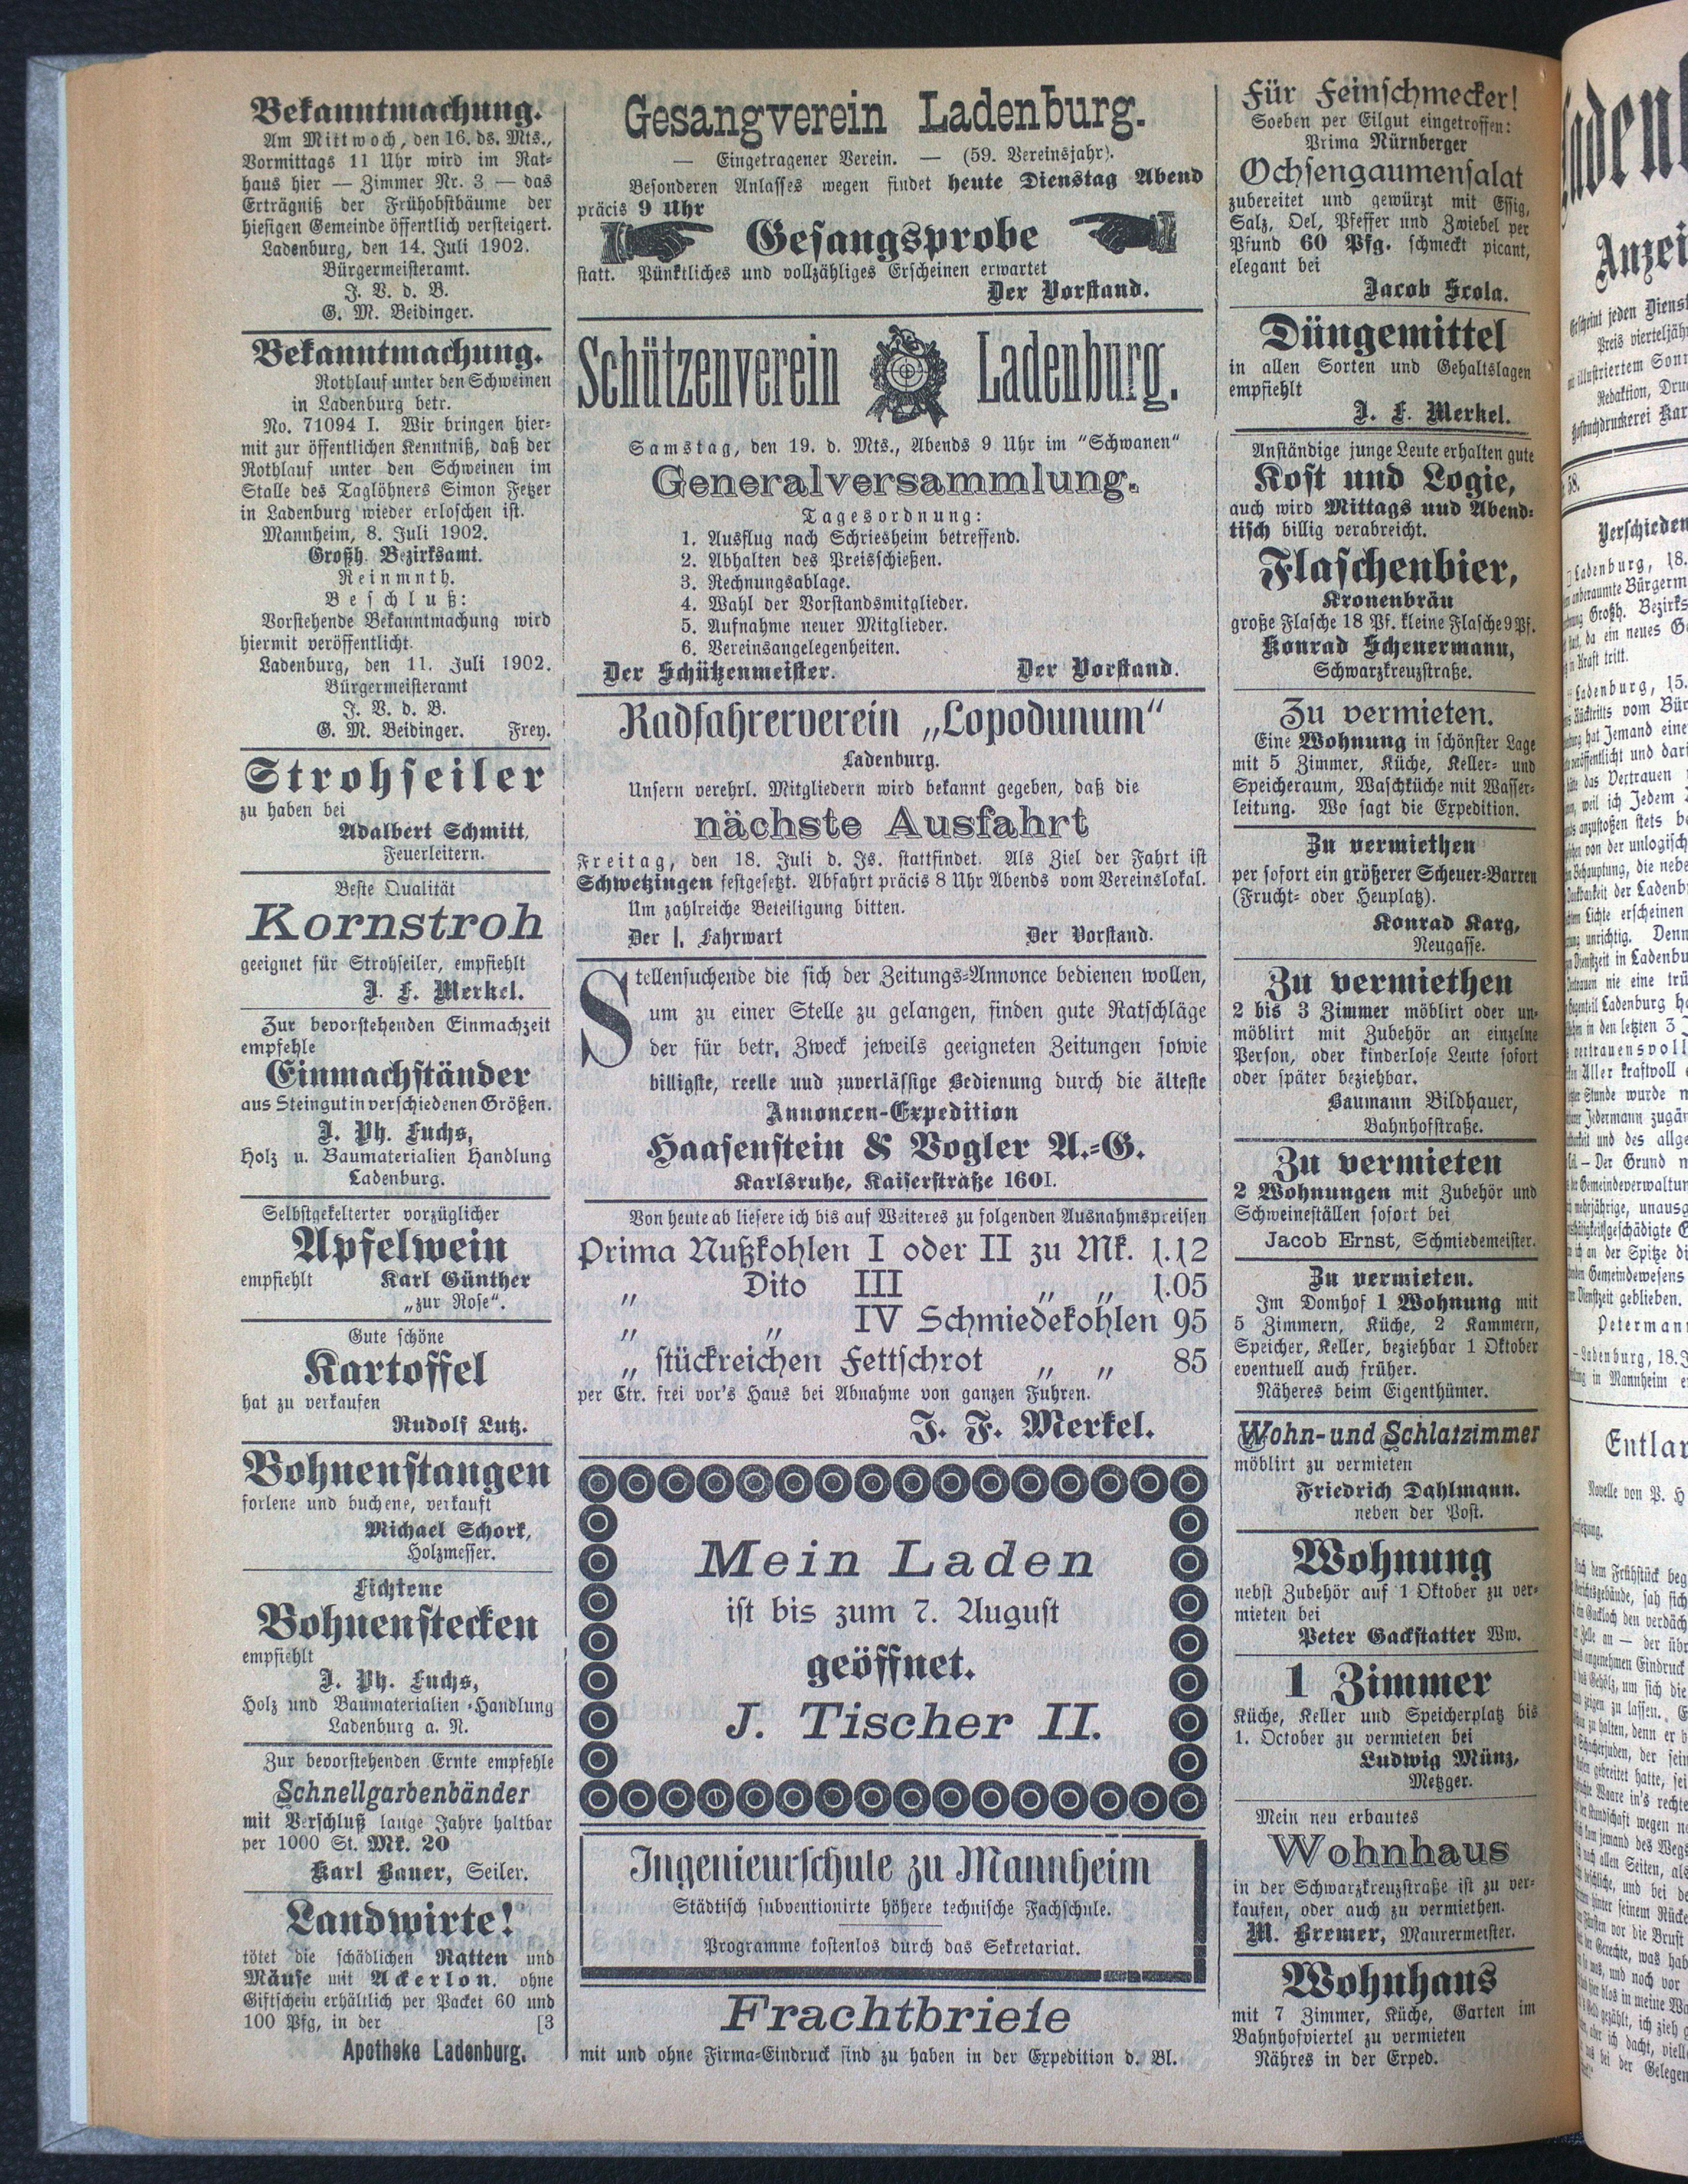 Bekanntmachung.
Am Mittwoch, den 16. ds. Mts.,
Vormittags 11 Uhr wird im Rat-
haus hier — Zimmer Nr. 3 — das
Erträgniß der Frühobstbäume der
hiesigen Gemeinde öffentlich versteigert.
Ladenburg, den 14. Juli 1902.
Bürgermeisteramt.
J. V. d. B.
G. M. Beidinger.
Bekanntmachung.
Rothlauf unter den Schweinen
in Ladenburg betr.
No. 71094 I. Wir bringen hier-
mit zur öffentlichen Kenntniß, daß der
Rothlauf unter den Schweinen im
Stalle des Taglöhners Simon Fetzer
in Ladenburg wieder erloschen ist.
Mannheim, 8. Juli 1902.
Großh. Bezirksamt.
Reinmnth.
Beschluß:
Vorstehende Bekanntmachung wird
hiermit veröffentlicht.
Ladenburg, den 11. Juli 1902.
Bürgermeisteramt
J. V. d. B.
G. M. Beidinger. Frey.
Strohseiler
zu haben bei
Adalbert Schmitt,
Feuerleitern.
Beste Qualität
Kornstroh
geeignet für Strohseiler, empfiehlt
J. F. Merkel.
Zur bevorstehenden Einmachzeit
empfehle
Einmachständer
aus Steingut in verschiedenen Größen.
J. Ph. Fuchs,
Holz u. Baumaterialien Handlung
Ladenburg.
Selbstgekelterter vorzüglicher
Apfelwein
empfiehlt Karl Günther
„zur Rose“.
Gute schöne
Kartoffel
hat zu verkaufen
Rudolf Lutz.
Bohnenstangen
forlene und buchene, verkauft
Michael Schork,
Holzmesser.
Fichtene
Bohnenstecken
empfiehlt
J. Ph. Fuchs,
Holz und Baumaterialien-Handlung
Ladenburg a. N.
Zur bevorstehenden Ernte empfehle
Schnellgarbenbänder
mit Verschluß lange Jahre haltbar
per 1000 St. Mk. 20
Karl Bauer, Seiler.
Landwirte!
tötet die schädlichen Ratten und
Mäuse mit Ackerlon. ohne
Giftschein erhältlich per Packet 60 und
100 Pfg, in der [3
Apotheke Ladenburg.
Gesangverein Ladenburg.
— Eingetragener Verein. — (59. Vereinsjahr).
Besonderen Anlasses wegen findet heute Dienstag Abend
präcis 9 Uhr
Gesangsprobe
statt. Pünktliches und vollzähliges Erscheinen erwartet
Der Vorstand.
Schützenverein Ladenburg.
Samstag, den 19. d. Mts., Abends 9 Uhr im "Schwanen"
Generalversammlung.
Tagesordnung:
1. Ausflug nach Schriesheim betreffend.
2. Abhalten des Preisschießen.
3. Rechnungsablage.
4. Wahl der Vorstandsmitglieder.
5. Aufnahme neuer Mitglieder.
6. Vereinsangelegenheiten.
Der Schützenmeister. Der Vorstand.
Radfahrerverein „Lopodunum“
Ladenburg.
Unsern verehrl. Mitgliedern wird bekannt gegeben, daß die
nächste Ausfahrt
Freitag, den 18. Juli d. Js. stattfindet. Als Ziel der Fahrt ist
Schwetzingen festgesetzt. Abfahrt präcis 8 Uhr Abends vom Vereinslokal.
Um zahlreiche Beteiligung bitten.
Der I. Fahrwart Der Vorstand.
Stellensuchende die sich der Zeitungs-Annonce bedienen wollen,
um zu einer Stelle zu gelangen, finden gute Ratschläge
der für betr. Zweck jeweils geeigneten Zeitungen sowie
billigste, reelle und zuverlässige Bedienung durch die älteste
Annoncen-Expedition
Haasenstein & Vogler A.-G.
Karlsruhe, Kaiserstraße 160I.
Von heute ab liefere ich bis auf Weiteres zu folgenden Ausnahmspreisen
Prima Nußkohlen I oder II zu Mk. 1.12
„ Dito III „ „ 1.05
„ „ IV Schmiedekohlen 95
„ stückreichen Fettschrot „ „ 85
per Ctr. frei vor's Haus bei Abnahme von ganzen Fuhren.
J. F. Merkel.
Mein Laden
ist bis zum 7. August
geöffnet.
J. Tischer II.
Ingenieurschule zu Mannheim
Städtisch subventionirte höhere technische Fachschule.
Programme kostenlos durch das Sekretariat.
Frachtbriefe
mit und ohne Firma-Eindruck sind zu haben in der Expedition d. Bl.
Für Feinschmecker!
Soeben per Eilgut eingetroffen:
Prima Nürnberger
Ochsengaumensalat
zubereitet und gewürzt mit Essig,
Salz, Oel, Pfeffer und Zwiebel per
Pfund 60 Pfg. schmeckt picant,
elegant bei
Jacob Scola.
Düngemittel
in allen Sorten und Gehaltslagen
empfiehlt
J. F. Merkel.
Anständige junge Leute erhalten gute
Kost und Logie,
auch wird Mittags und Abend-
tisch billig verabreicht.
Flaschenbier,
Kronenbräu
große Flasche 18 Pf. kleine Flasche 9 Pf.
Konrad Scheuermann,
Schwarzkreuzstraße.
Zu vermieten.
Eine Wohnung in schönster Lage
mit 5 Zimmer, Küche, Keller- und
Speicheraum, Waschküche mit Wasser-
leitung. Wo sagt die Expedition.
Zu vermiethen
per sofort ein größerer Scheuer-Barren
(Frucht- oder Heuplatz).
Konrad Karg,
Neugasse.
Zu vermiethen
2 bis 3 Zimmer möblirt oder un-
möblirt mit Zubehör an einzelne
Person, oder kinderlose Leute sofort
oder später beziehbar.
Baumann Bildhauer,
Bahnhofstraße.
Zu vermieten
2 Wohnungen mit Zubehör und
Schweineställen sofort bei
Jacob Ernst, Schmiedemeister.
Zu vermieten.
Im Domhof 1 Wohnung mit
5 Zimmern, Küche, 2 Kammern,
Speicher, Keller, beziehbar 1 Oktober
eventuell auch früher.
Näheres beim Eigenthümer.
Wohn- und Schlafzimmer
möblirt zu vermieten
Friedrich Dahlmann.
neben der Post.
Wohnung
nebst Zubehör auf 1 Oktober zu ver-
mieten bei
Peter Gackstatter Ww.
1 Zimmer
Küche, Keller und Speicherplatz bis
1. October zu vermieten bei
Ludwig Münz,
Metzger.
Mein neu erbautes
Wohnhaus
in der Schwarzkreuzstraße ist zu ver-
kaufen, oder auch zu vermiethen.
M. Bremer, Maurermeister.
Wohnhaus
mit 7 Zimmer, Küche, Garten im
Bahnhofviertel zu vermieten
Nähres in der Exped.